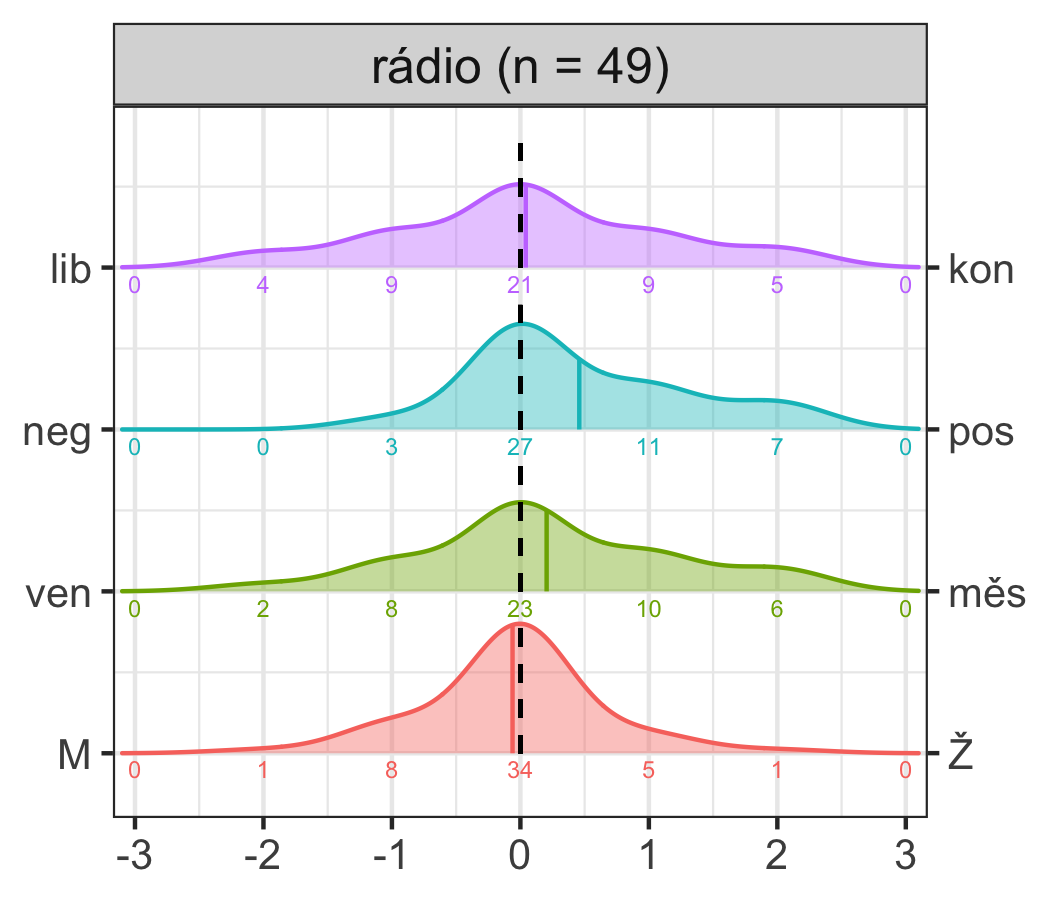 rádio (n = 49)
lib kon
0 4 9 21 9 5 0
neg pos
0 0 3 27 11 7 0
ven měs
0 2 8 23 10 6 0
M Ž
0 1 8 34 5 1 0
-3 -2 -1 0 1 2 3